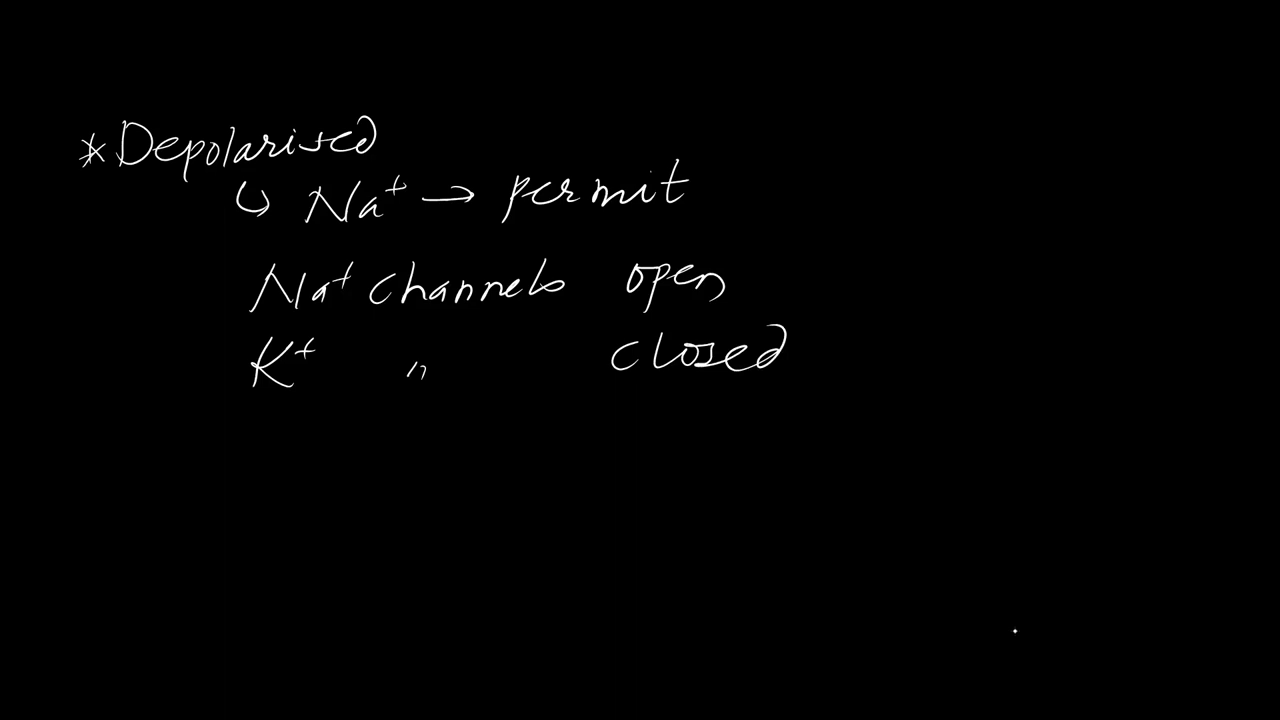 * Depolarised
↳ Na⁺ → permit
Na⁺ channels open
K⁺ " closed